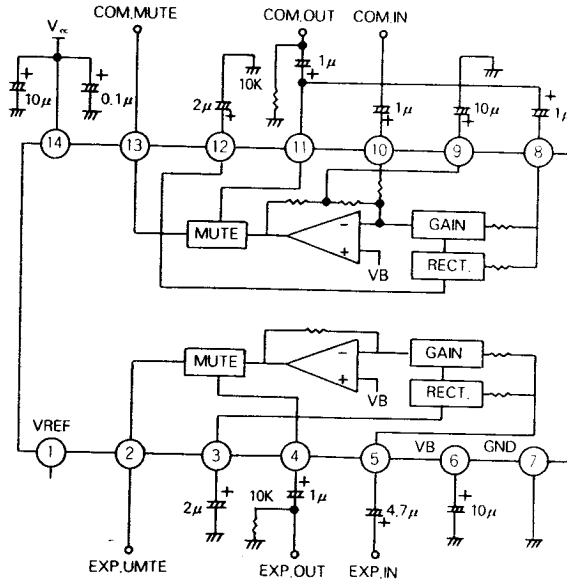 COM,MUTE COM,OUT COM.IN
Vcc
10μ 0.1μ 2μ 10K 1μ 1μ 10μ 1μ
14 13 12 11 10 9 8
MUTE - + VB GAIN
RECT.
MUTE - + VB GAIN
RECT.
VREF VB GND
1 2 3 4 5 6 7
2μ 10K 1μ 4.7μ 10μ
EXP,UMTE EXP,OUT EXP.IN